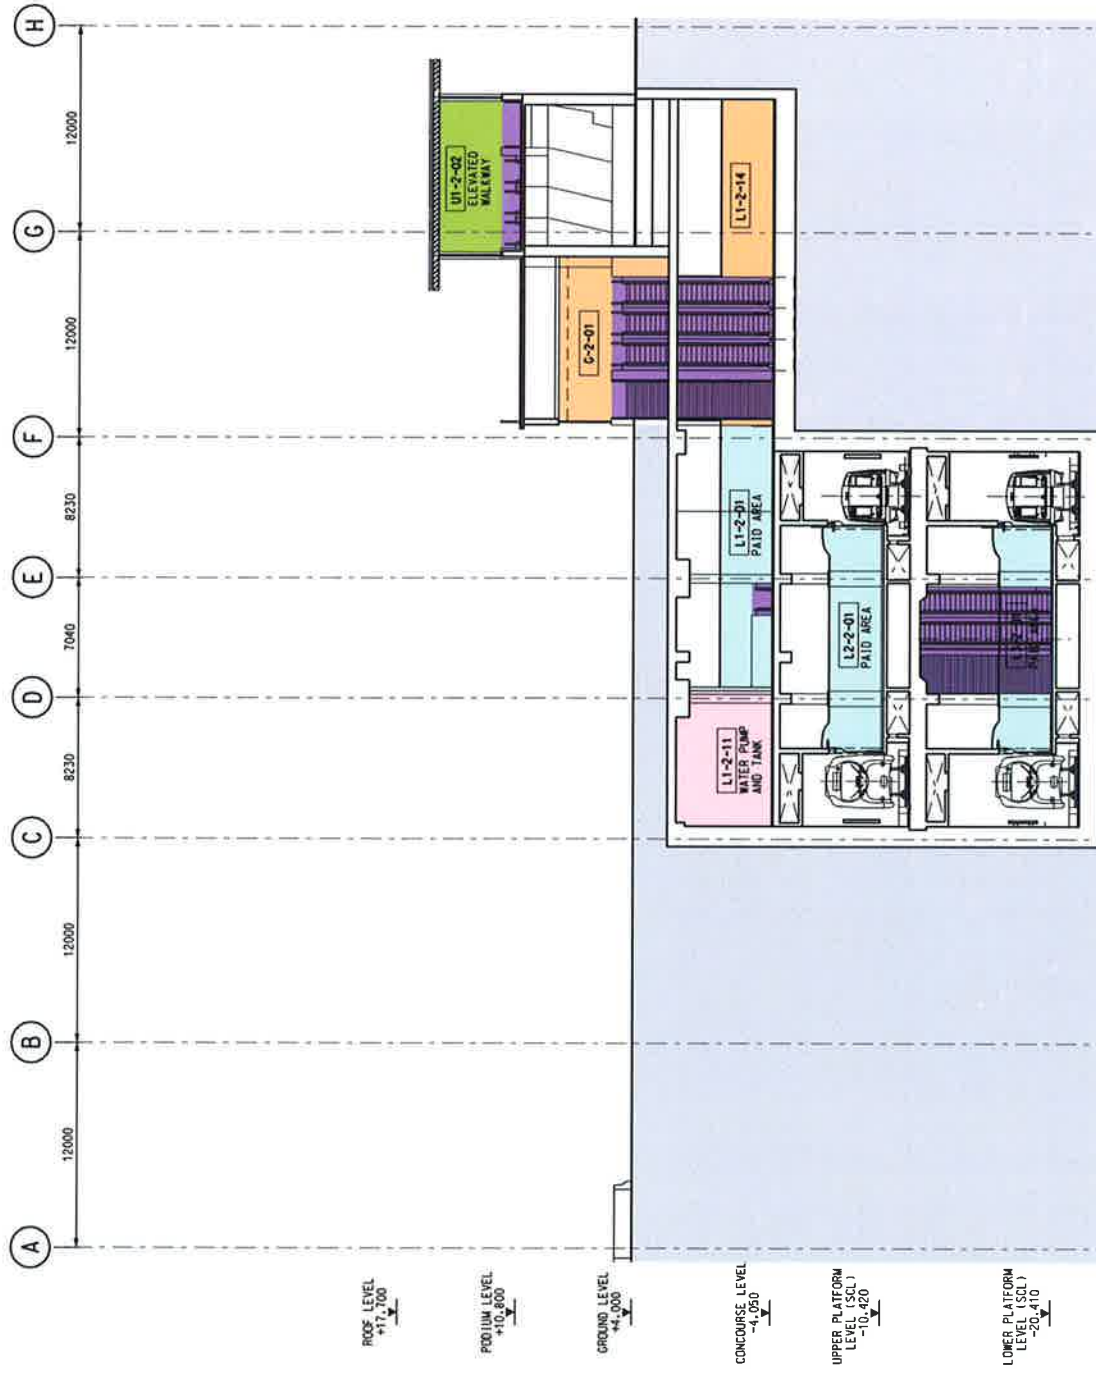 A
B
C
D
E
F
G
H
12000
12000
8230
7040
8230
12000
12000
ROOF LEVEL
+17.700
PODIUM LEVEL
+10.800
GROUND LEVEL
+4.000
CONCOURSE LEVEL
-4.050
UPPER PLATFORM
LEVEL (SCL)
-10.420
LOWER PLATFORM
LEVEL (SCL)
-20.410
U1-2-02
ELEVATED
WALKWAY
G-2-01
L1-2-14
L1-2-11
WATER PUMP
AND TANK
L1-2-01
PAID AREA
L2-2-01
PAID AREA
PAID AREA